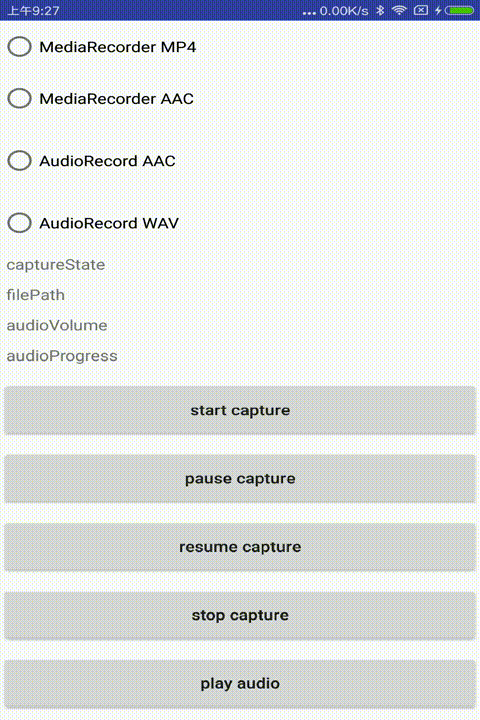 上午9:27 ... 0.00K/s
MediaRecorder MP4
MediaRecorder AAC
AudioRecord AAC
AudioRecord WAV
captureState
filePath
audioVolume
audioProgress
start capture
pause capture
resume capture
stop capture
play audio